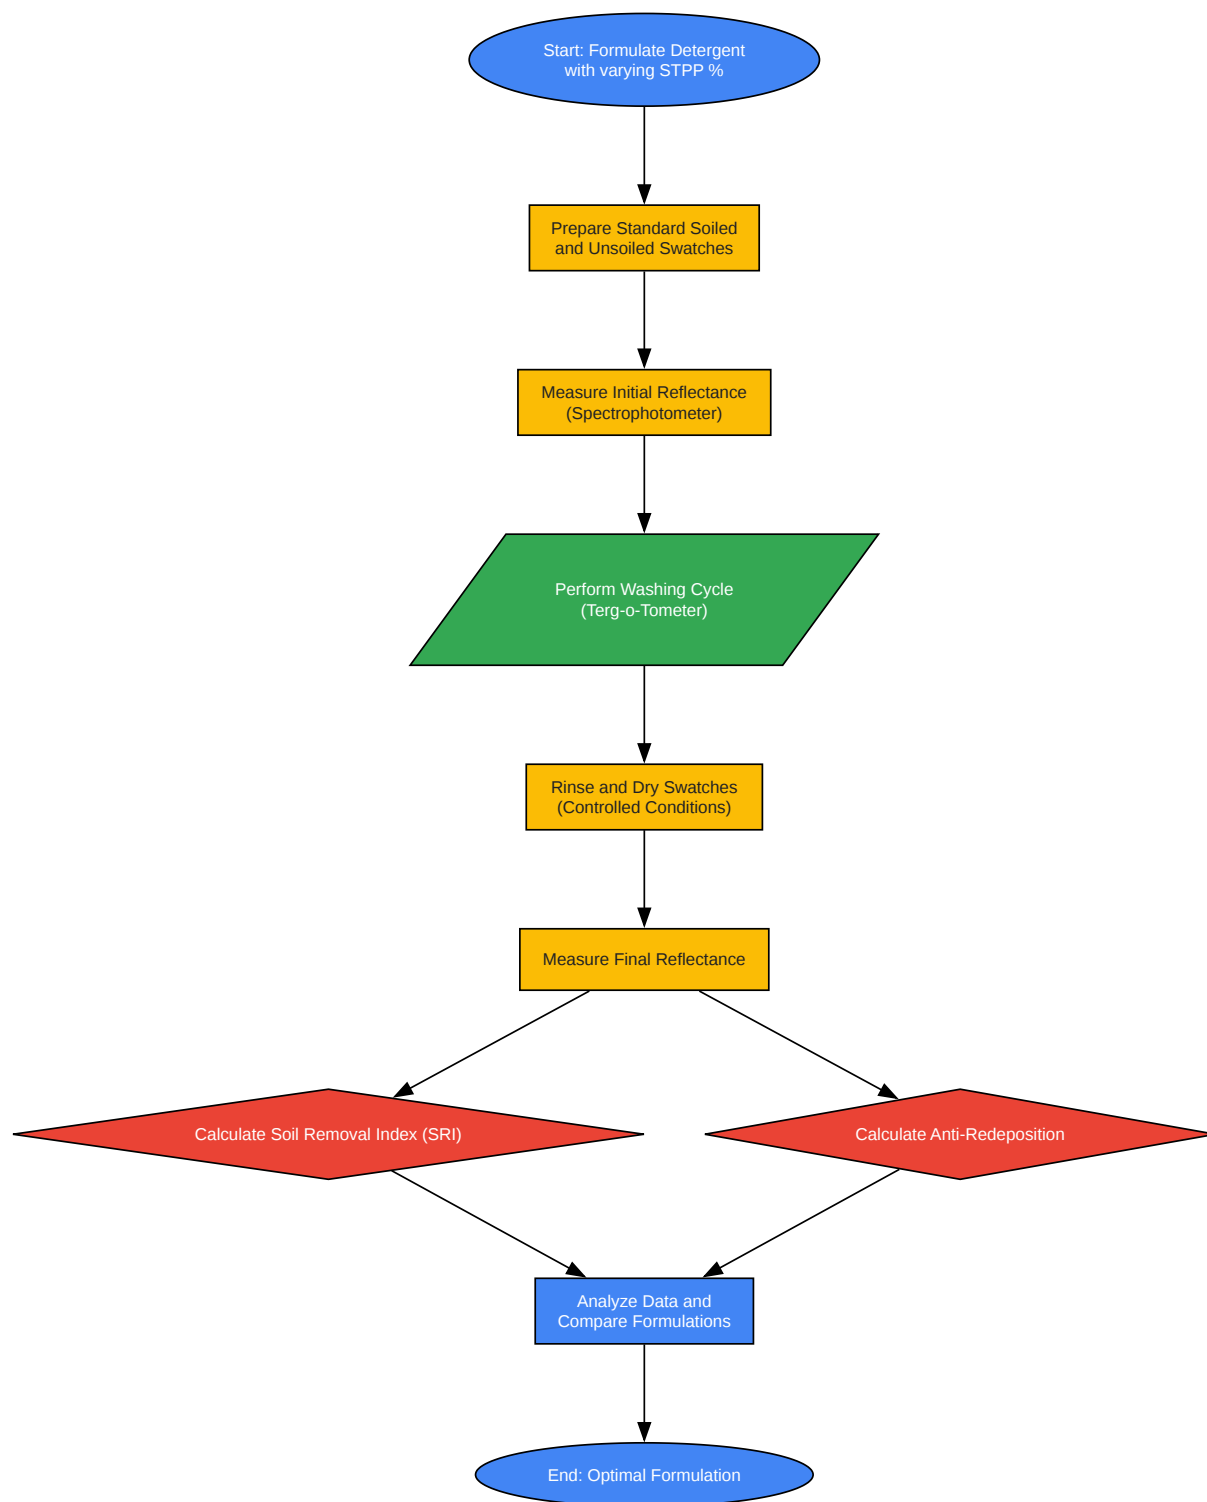 Start: Formulate Detergent
with varying STPP %
Prepare Standard Soiled
and Unsoiled Swatches
Measure Initial Reflectance
(Spectrophotometer)
Perform Washing Cycle
(Terg-o-Tometer)
Rinse and Dry Swatches
(Controlled Conditions)
Measure Final Reflectance
Calculate Soil Removal Index (SRI)
Calculate Anti-Redeposition
Analyze Data and
Compare Formulations
End: Optimal Formulation